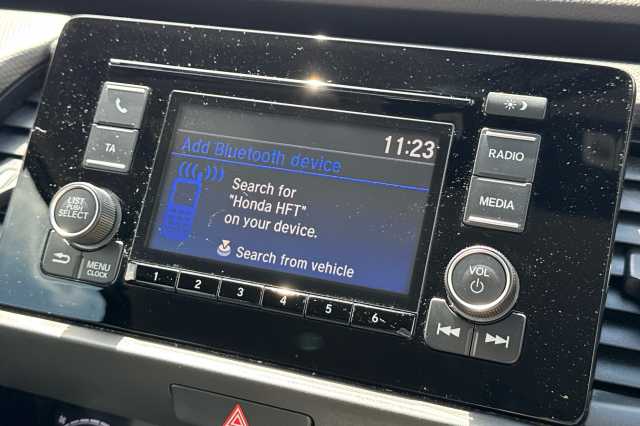 TA
LIST
PUSH
SELECT
MENU
CLOCK
11:23
Add Bluetooth device
Search for
"Honda HFT"
on your device.
Search from vehicle
1 2 3 4 5 6
RADIO
MEDIA
VOL